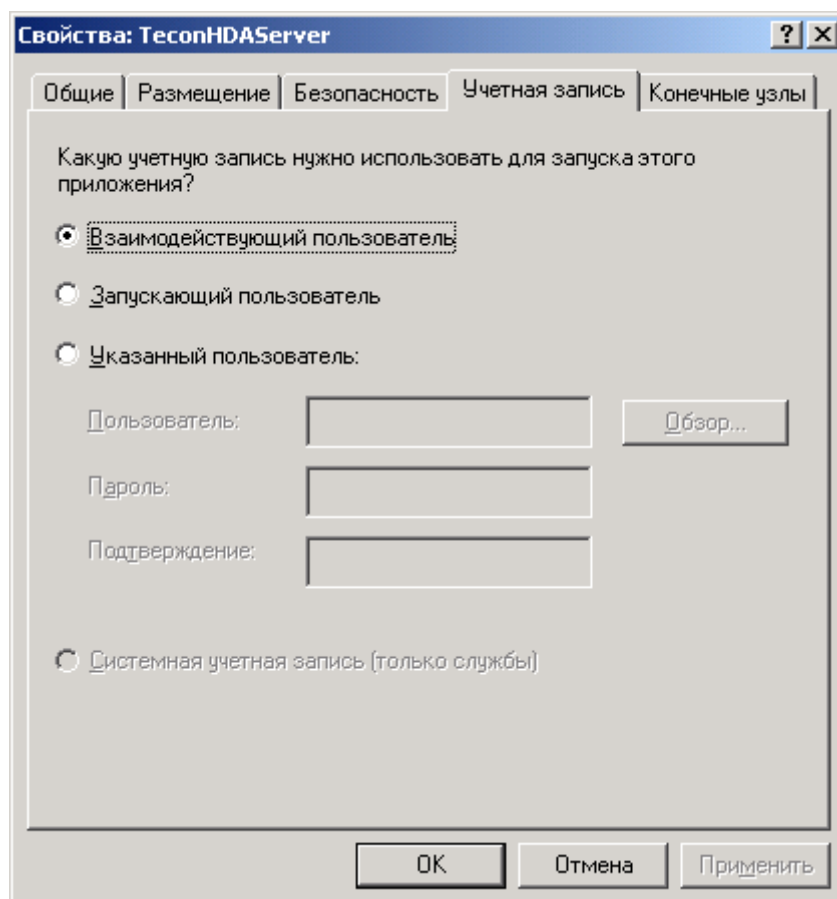 Свойства: TeconHDAServer
Общие Размещение Безопасность Учетная запись Конечные узлы
Какую учетную запись нужно использовать для запуска этого
приложения?
Взаимодействующий пользователь
Запускающий пользователь
Указанный пользователь:
Пользователь: Обзор...
Пароль:
Подтверждение:
Системная учетная запись (только службы)
OK Отмена Применить